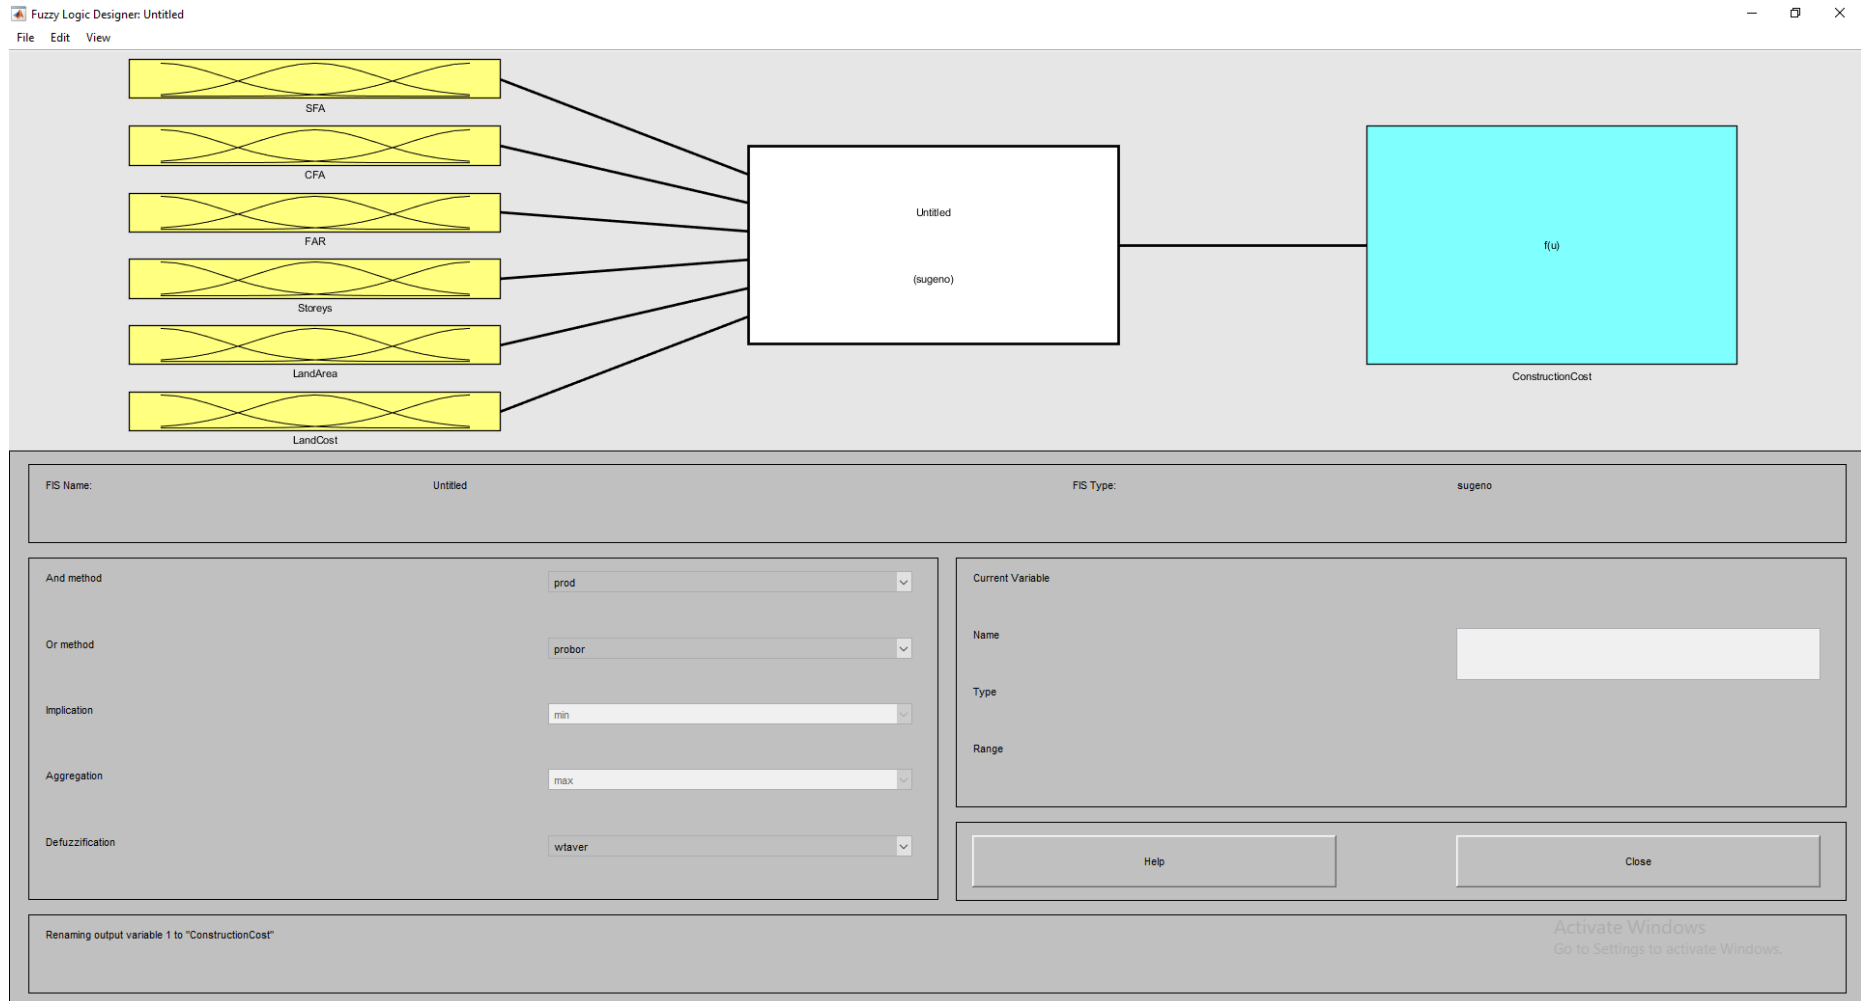 Fuzzy Logic Designer: Untitled
File Edit View
SFA
CFA
FAR
Storeys
LandArea
LandCost
Untitled
(sugeno)
f(u)
ConstructionCost
FIS Name: Untitled FIS Type: sugeno
And method prod
Or method probor
Implication min
Aggregation max
Defuzzification wtaver
Current Variable
Name
Type
Range
Help Close
Renaming output variable 1 to "ConstructionCost"
Activate Windows
Go to Settings to activate Windows.